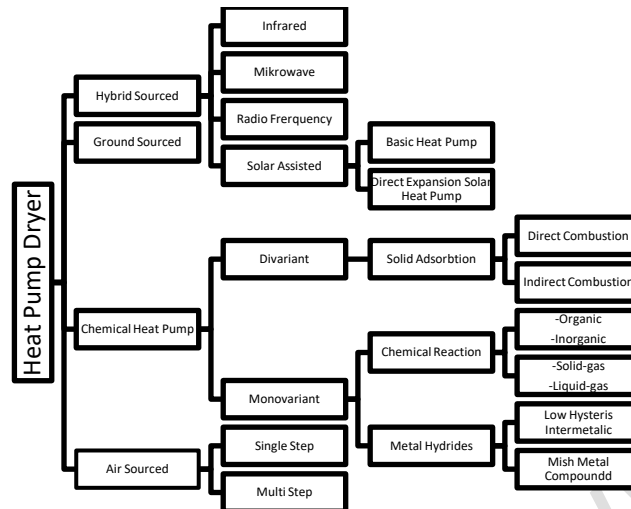 Heat Pump Dryer
Hybrid Sourced
Infrared
Mikrowave
Radio Frerquency
Solar Assisted
Basic Heat Pump
Direct Expansion Solar
Heat Pump
Ground Sourced
Chemical Heat Pump
Divariant
Solid Adsorbtion
Direct Combustion
Indirect Combustion
Monovariant
Chemical Reaction
-Organic
-Inorganic
-Solid-gas
-Liquid-gas
Metal Hydrides
Low Hysteris
Intermetalic
Mish Metal
Compoundd
Air Sourced
Single Step
Multi Step